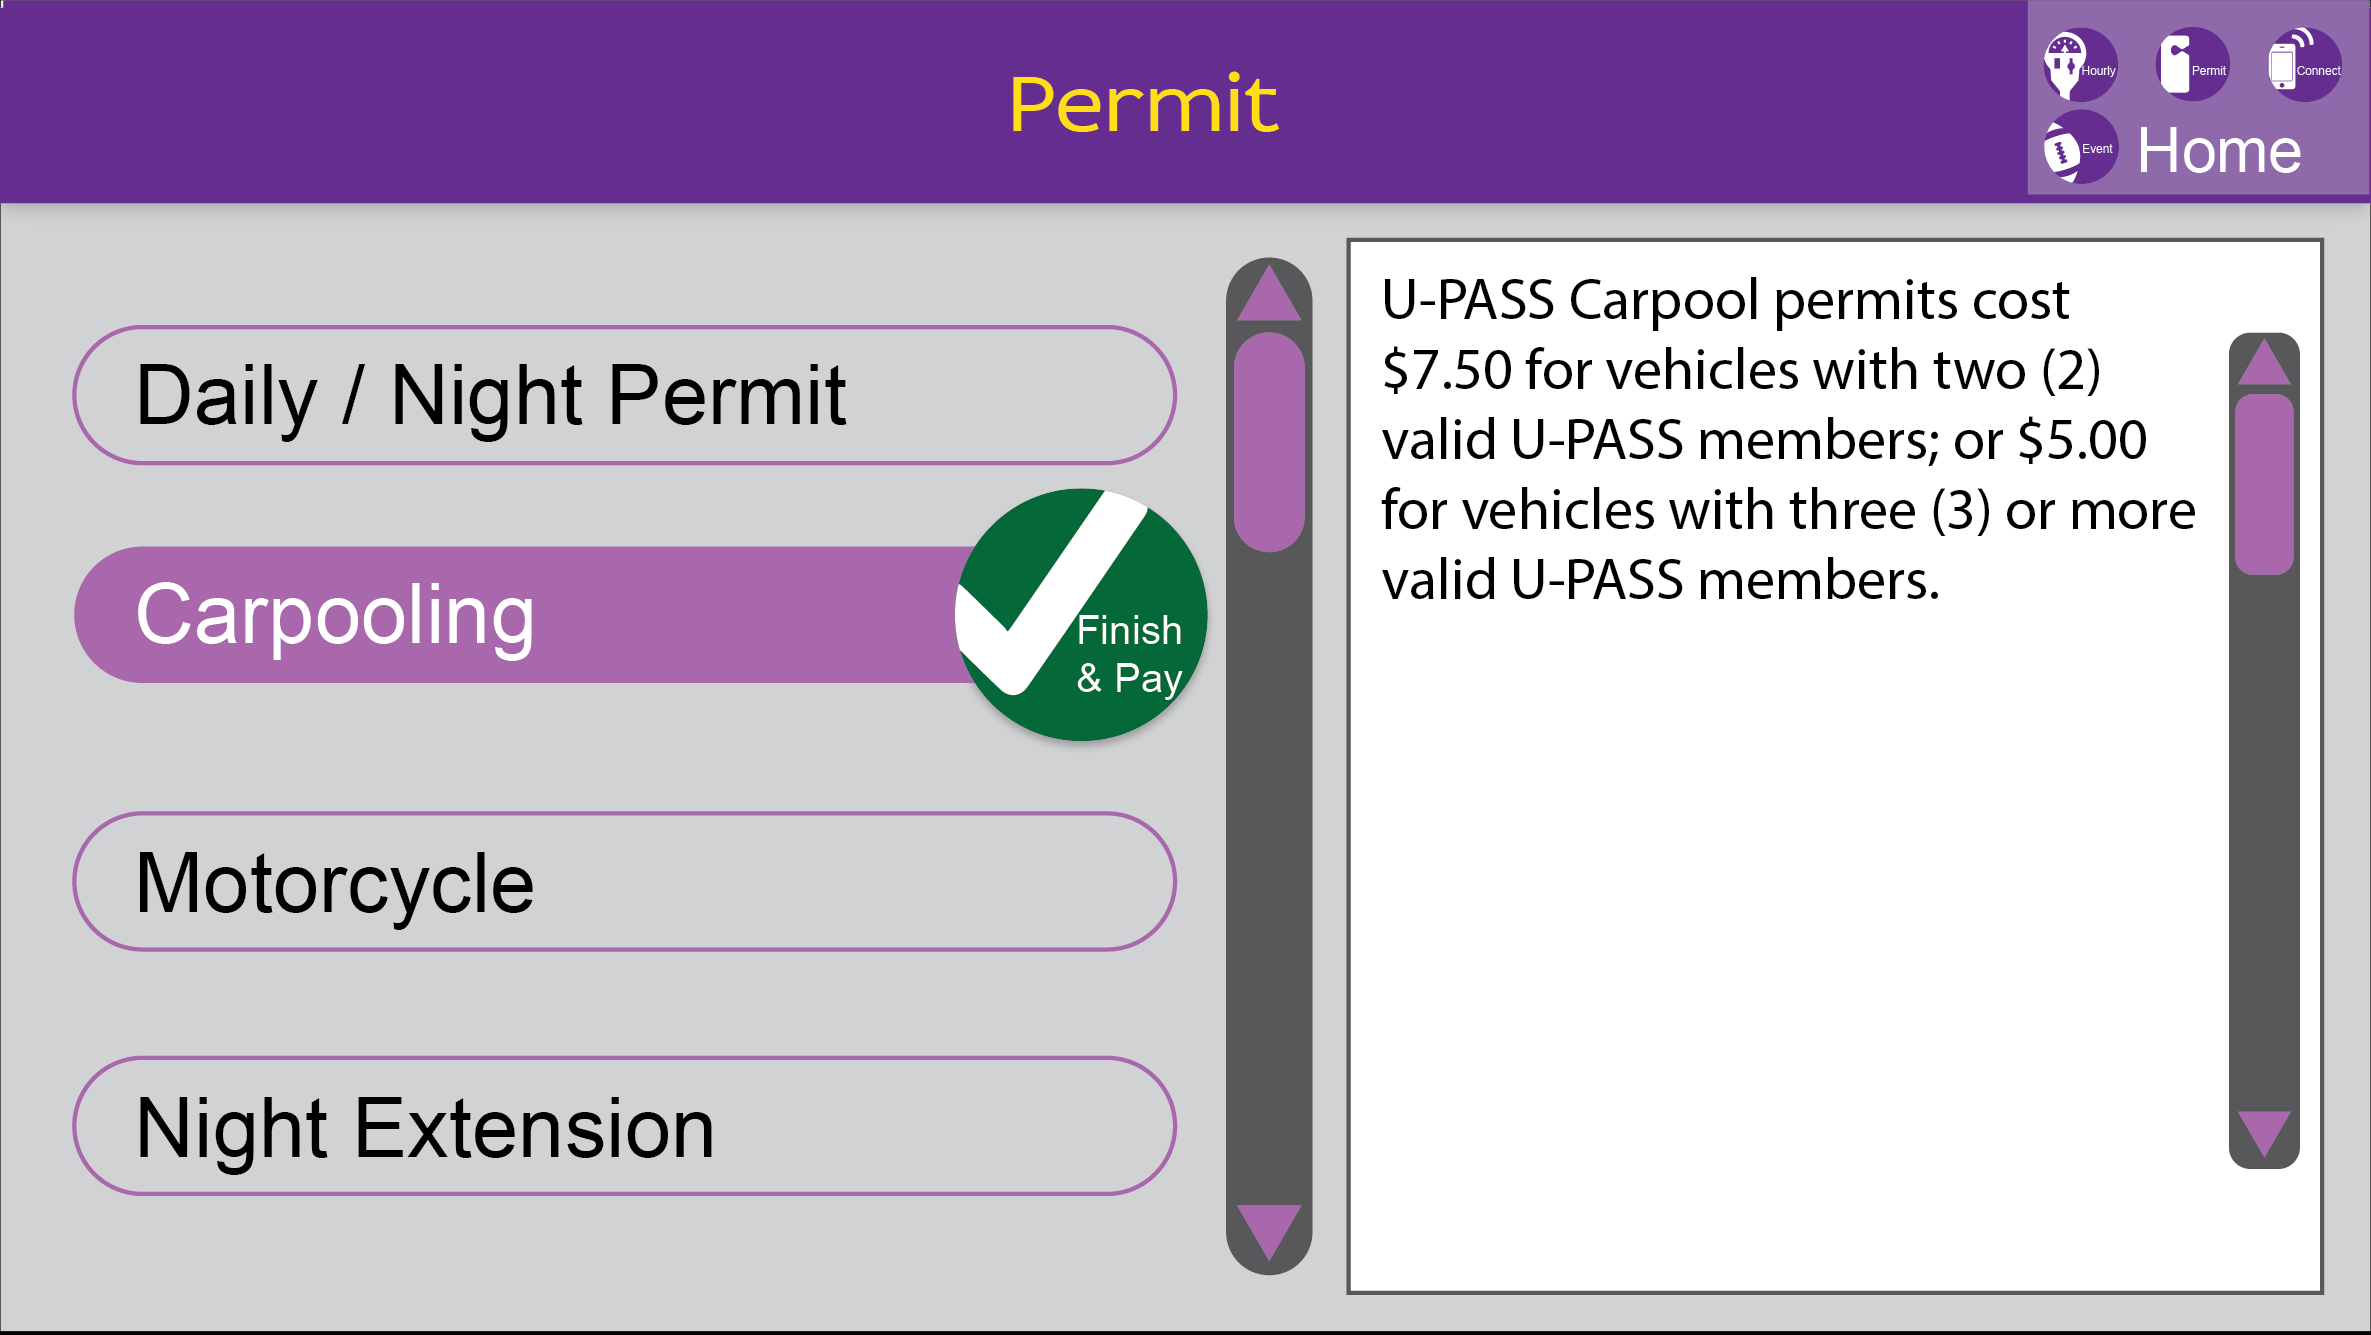 Permit
Hourly
Permit
Connect
Event
Home
Daily / Night Permit
Carpooling
Finish
& Pay
Motorcycle
Night Extension
U-PASS Carpool permits cost
$7.50 for vehicles with two (2)
valid U-PASS members; or $5.00
for vehicles with three (3) or more
valid U-PASS members.